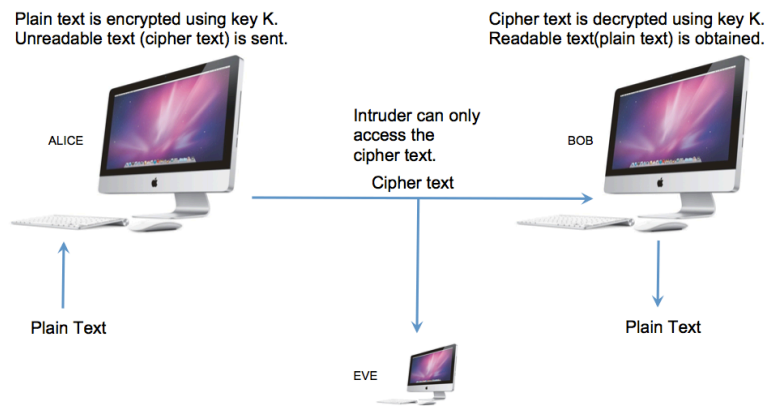 Plain text is encrypted using key K.
Unreadable text (cipher text) is sent.
Cipher text is decrypted using key K.
Readable text(plain text) is obtained.
ALICE
Intruder can only
access the
cipher text.
BOB
Cipher text
Plain Text
Plain Text
EVE